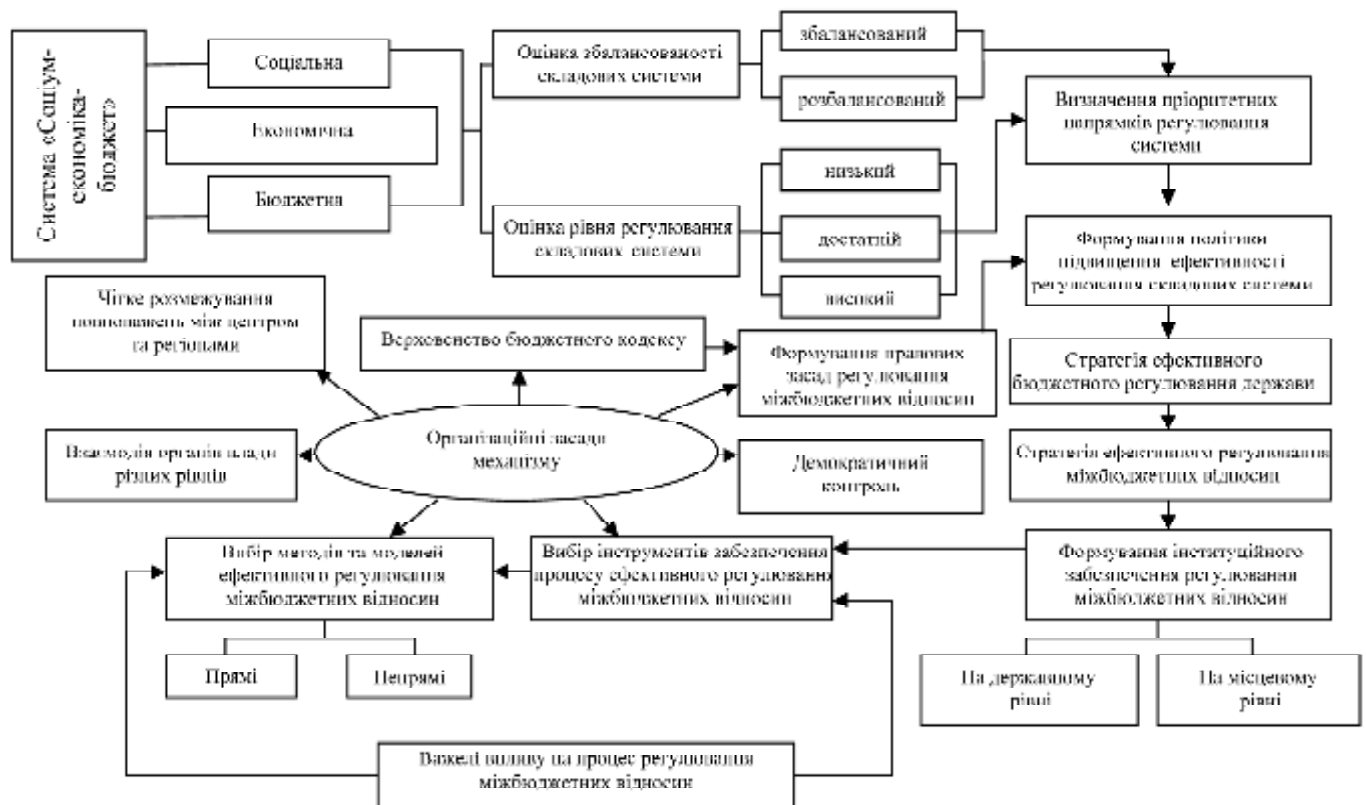 Система «Соціум-
економіка-
бюджет»
Соціальна
Економічна
Бюджетна
Оцінка збалансованості
складових системи
Оцінка рівня регулювання
складових системи
збалансований
розбалансований
низький
достатній
високий
Визначення пріоритетних
напрямків регулювання
системи
Формування політики
підвищення ефективності
регулювання складових системи
Стратегія ефективного
бюджетного регулювання держави
Стратегія ефективного регулювання
міжбюджетних відносин
Формування інституційного
забезпечення регулювання
міжбюджетних відносин
На державному
рівні
На місцевому
рівні
Чітке розмежування
повноважень між центром
та регіонами
Верховенство бюджетного кодексу
Формування правових
засад регулювання
міжбюджетних відносин
Організаційні засади
механізму
Взаємодія органів влади
різних рівнів
Демократичний
контроль
Вибір методів та моделей
ефективного регулювання
міжбюджетних відносин
Вибір інструментів забезпечення
процесу ефективного регулювання
міжбюджетних відносин
Прямі
Непрямі
Важелі впливу на процес регулювання
міжбюджетних відносин